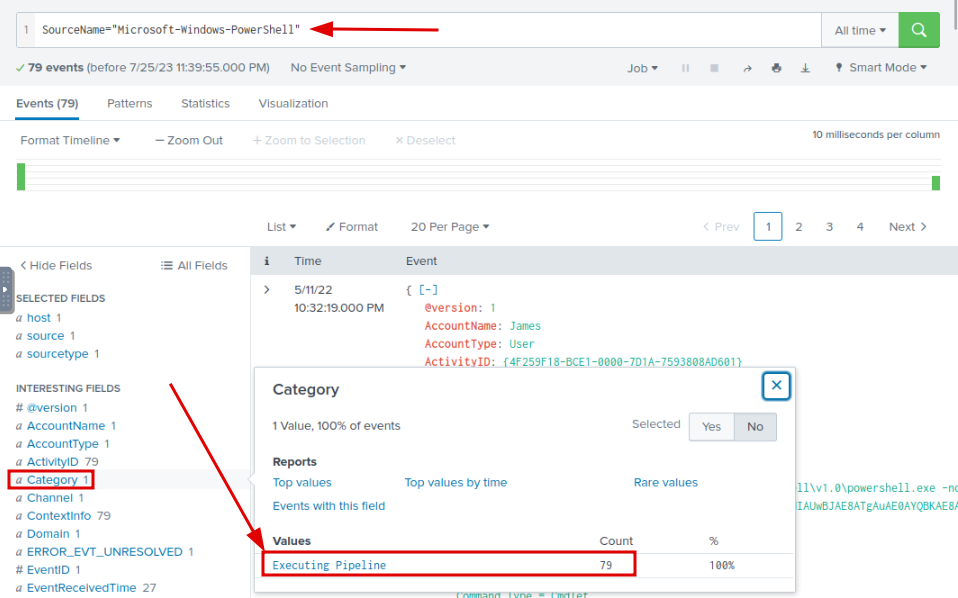 1 SourceName="Microsoft-Windows-PowerShell" All time
79 events (before 7/25/23 11:39:55.000 PM) No Event Sampling Job Smart Mode
Events (79) Patterns Statistics Visualization
Format Timeline — Zoom Out + Zoom to Selection × Deselect 10 milliseconds per column
List Format 20 Per Page < Prev 1 2 3 4 Next >
< Hide Fields All Fields i Time Event
SELECTED FIELDS
a host 1
a source 1
a sourcetype 1
INTERESTING FIELDS
# @version 1
a AccountName 1
a AccountType 1
a ActivityID 79
a Category 1
a Channel 1
a ContextInfo 79
a Domain 1
a ERROR_EVT_UNRESOLVED 1
# EventID 1
a EventReceivedTime 27
> 5/11/22 { [-]
10:32:19.000 PM @version: 1
AccountName: James
AccountType: User
ActivityID: {4F259F18-BCE1-0000-7D1A-7593808AD601}
Category
1 Value, 100% of events Selected Yes No
Reports
Top values Top values by time Rare values
Events with this field
Values Count %
Executing Pipeline 79 100%
ll\v1.0\powershell.exe -no
IAUwBJAE8ATgAuAE0AYQBKAE8A
Command Type = Cmdlet